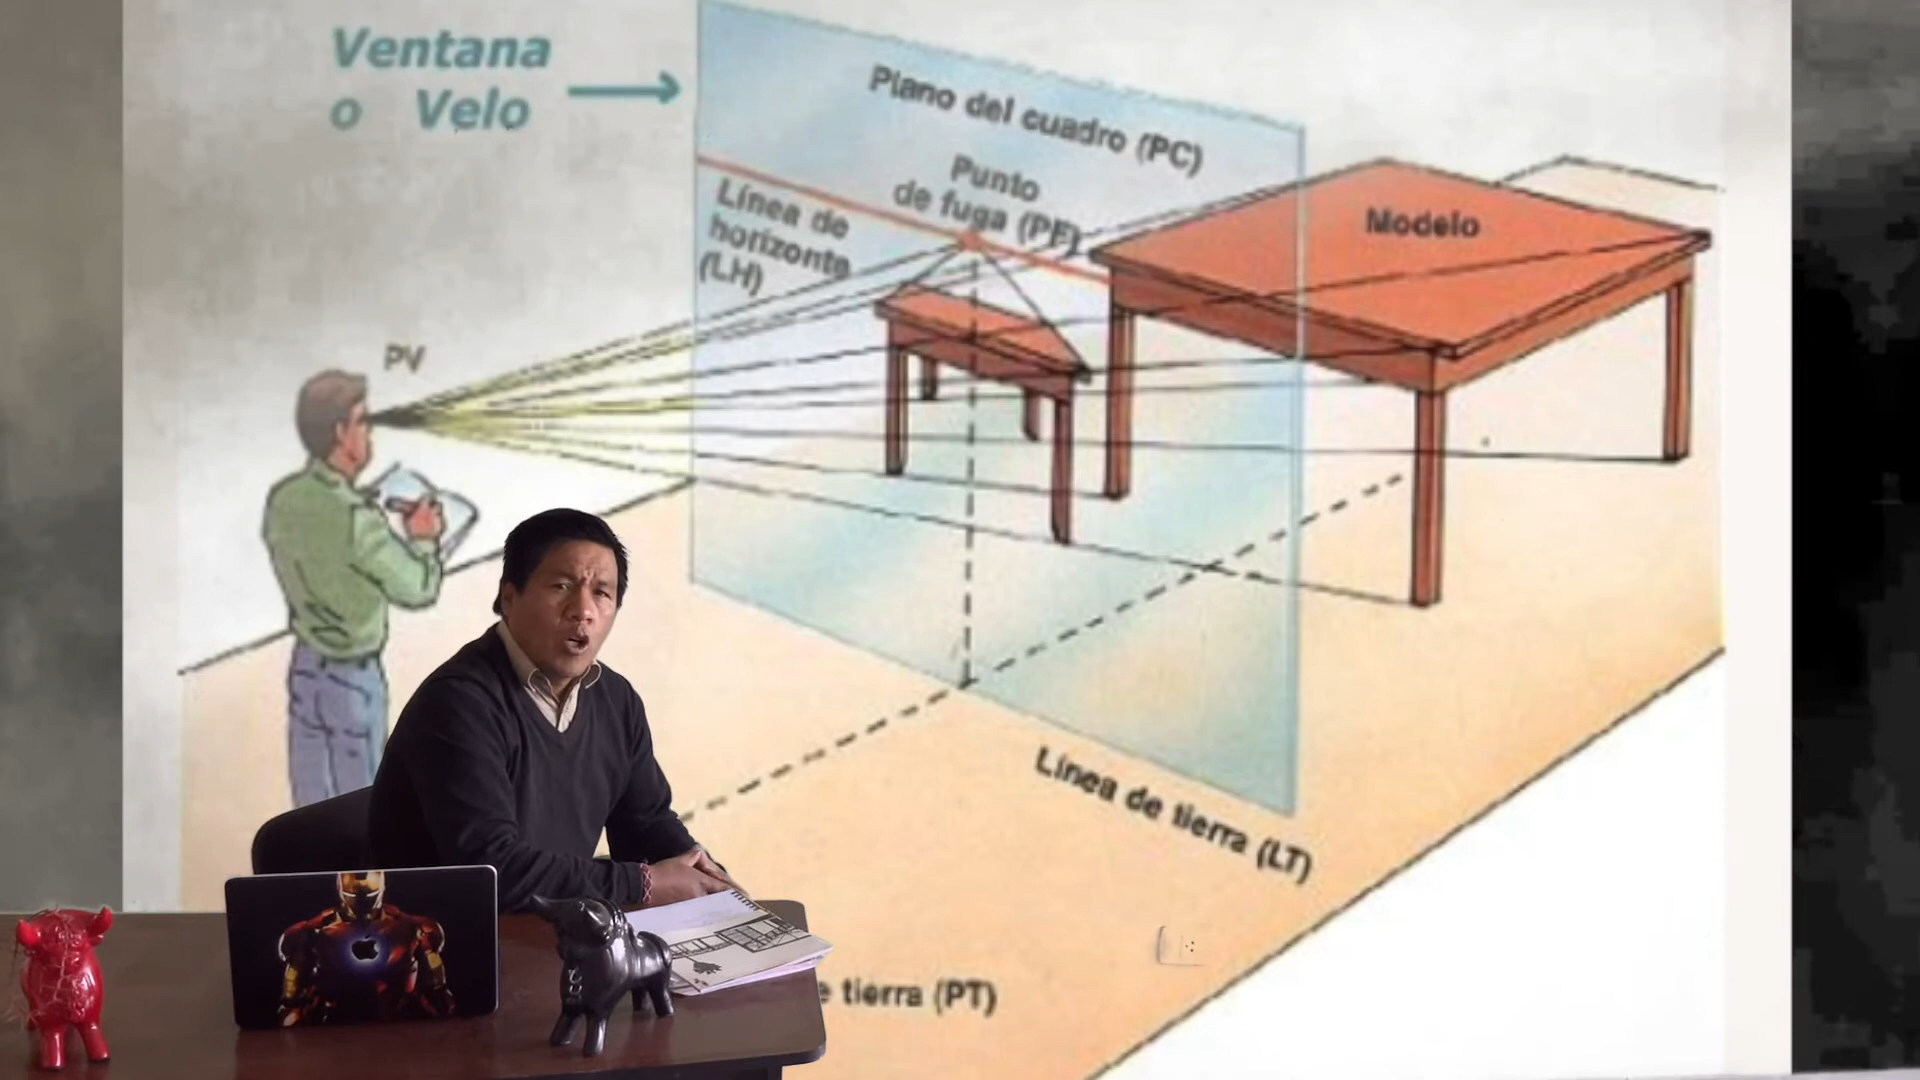 Ventana
o Velo
Plano del cuadro (PC)
Punto
de fuga (PF)
Línea de
horizonte
(LH)
Modelo
PV
Línea de tierra (LT)
e tierra (PT)